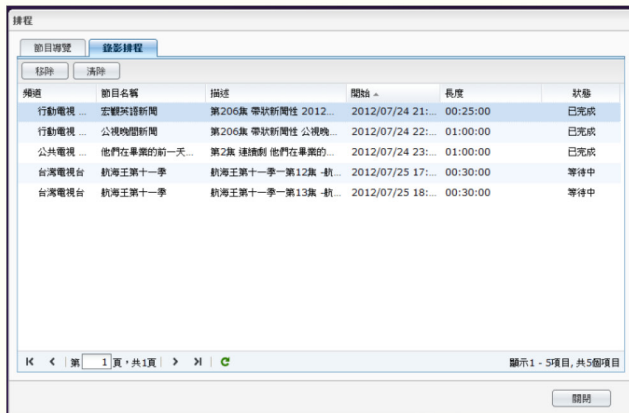 排程
節目導覽 錄影排程
移除 清除
頻道 節目名稱 描述 開始 長度 狀態
行動電視 ... 宏觀英語新聞 第206集 帶狀新聞性 2012... 2012/07/24 21:... 00:25:00 已完成
行動電視 ... 公視晚間新聞 第206集 帶狀新聞性 公視晚... 2012/07/24 22:... 01:00:00 已完成
公共電視 ... 他們在畢業的前一天... 第2集 連續劇 他們在畢業的... 2012/07/24 23:... 01:00:00 已完成
台灣電視台 航海王第十一季 航海王第十一季－第12集 -航... 2012/07/25 17:... 00:30:00 等待中
台灣電視台 航海王第十一季 航海王第十一季－第13集 -航... 2012/07/25 18:... 00:30:00 等待中
第 1 頁，共1頁 顯示1 - 5項目, 共5個項目
關閉